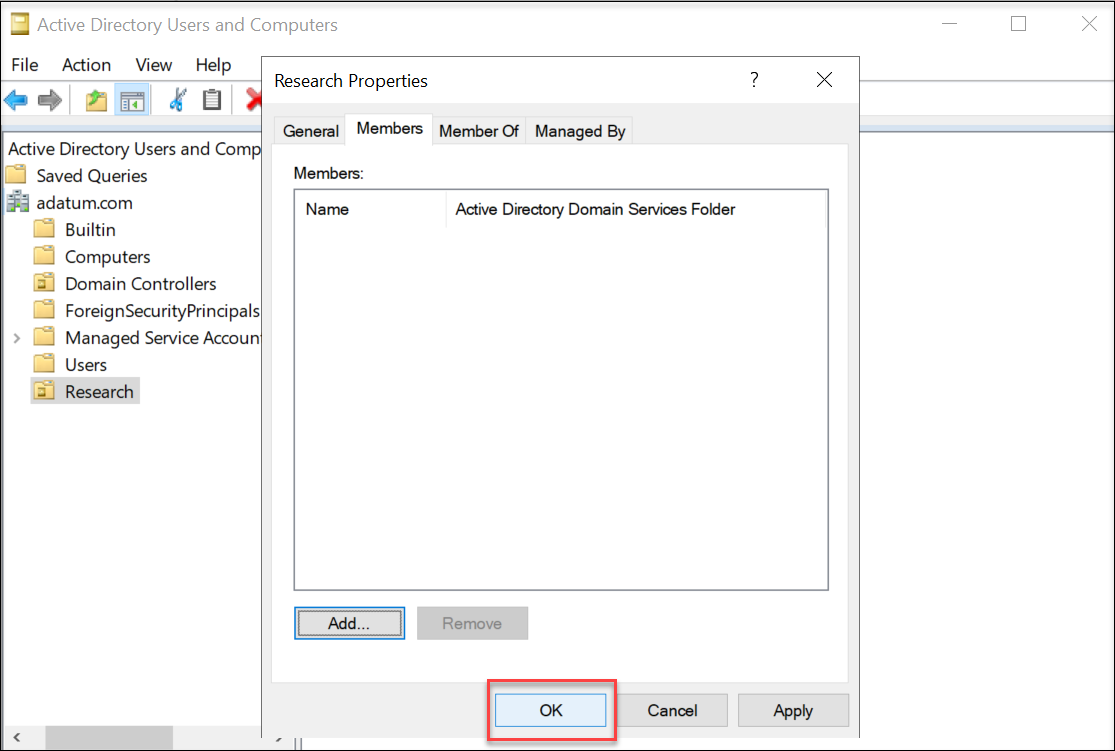 Active Directory Users and Computers
File Action View Help
Research Properties
?
General Members Member Of Managed By
Active Directory Users and Comp
Saved Queries
adatum.com
Builtin
Computers
Domain Controllers
ForeignSecurityPrincipals
Managed Service Accoun
Users
Research
Members:
Name Active Directory Domain Services Folder
Add... Remove
OK Cancel Apply